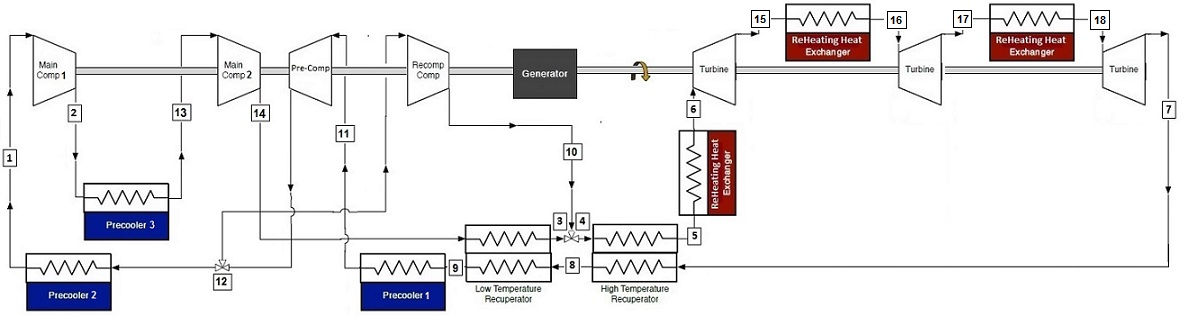 15
16
17
18
ReHeating Heat
Exchanger
ReHeating Heat
Exchanger
Main
Comp 1
Main
Comp 2
Pre-Comp
Recomp
Comp
Generator
Turbine
Turbine
Turbine
2
13
14
6
7
11
1
10
ReHeating Heat
Exchanger
Precooler 3
3
4
5
9
8
12
Precooler 2
Precooler 1
Low Temperature
Recuperator
High Temperature
Recuperator